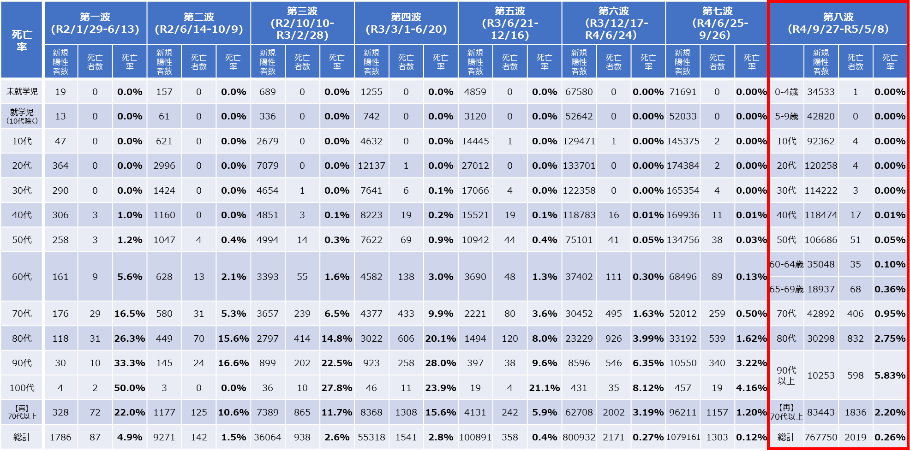 死亡率 第一波 (R2/1/29-6/13) 第二波 (R2/6/14-10/9) 第三波 (R2/10/10-R3/2/28) 第四波 (R3/3/1-6/20) 第五波 (R3/6/21-12/16) 第六波 (R3/12/17-R4/6/24) 第七波 (R4/6/25-9/26) 第八波 (R4/9/27-R5/5/8)
新規陽性者数 死亡者数 死亡率 新規陽性者数 死亡者数 死亡率 新規陽性者数 死亡者数 死亡率 新規陽性者数 死亡者数 死亡率 新規陽性者数 死亡者数 死亡率 新規陽性者数 死亡者数 死亡率 新規陽性者数 死亡者数 死亡率 新規陽性者数 死亡者数 死亡率
未就学児 19 0 0.0% 157 0 0.0% 689 0 0.0% 1255 0 0.0% 4859 0 0.0% 67580 0 0.00% 71691 0 0.00% 0-4歳 34533 1 0.00%
就学児(10代除く) 13 0 0.0% 61 0 0.0% 336 0 0.0% 742 0 0.0% 3120 0 0.0% 52642 0 0.00% 52033 0 0.00% 5-9歳 42820 0 0.00%
10代 47 0 0.0% 621 0 0.0% 2679 0 0.0% 4632 0 0.0% 14445 1 0.0% 129471 1 0.00% 145375 2 0.00% 10代 92362 4 0.00%
20代 364 0 0.0% 2996 0 0.0% 7079 0 0.0% 12137 1 0.0% 27012 0 0.0% 133701 0 0.00% 174384 2 0.00% 20代 120258 4 0.00%
30代 290 0 0.0% 1424 0 0.0% 4654 1 0.0% 7641 6 0.1% 17066 4 0.0% 122358 0 0.00% 165354 4 0.00% 30代 114222 3 0.00%
40代 306 3 1.0% 1160 0 0.0% 4851 3 0.1% 8223 19 0.2% 15521 19 0.1% 118783 16 0.01% 169936 11 0.01% 40代 118474 17 0.01%
50代 258 3 1.2% 1047 4 0.4% 4994 14 0.3% 7622 69 0.9% 10942 44 0.4% 75101 41 0.05% 134756 38 0.03% 50代 106686 51 0.05%
60代 161 9 5.6% 628 13 2.1% 3393 55 1.6% 4582 138 3.0% 3690 48 1.3% 37402 111 0.30% 68496 89 0.13% 60-64歳 35048 35 0.10%
65-69歳 18937 68 0.36%
70代 176 29 16.5% 580 31 5.3% 3657 239 6.5% 4377 433 9.9% 2221 80 3.6% 30452 495 1.63% 52012 259 0.50% 70代 42892 406 0.95%
80代 118 31 26.3% 449 70 15.6% 2797 414 14.8% 3022 606 20.1% 1494 120 8.0% 23229 926 3.99% 33192 539 1.62% 80代 30298 832 2.75%
90代 30 10 33.3% 145 24 16.6% 899 202 22.5% 923 258 28.0% 397 38 9.6% 8596 546 6.35% 10550 340 3.22% 90代以上 10253 598 5.83%
100代 4 2 50.0% 3 0 0.0% 36 10 27.8% 46 11 23.9% 19 4 21.1% 431 35 8.12% 457 19 4.16%
【再】70代以上 328 72 22.0% 1177 125 10.6% 7389 865 11.7% 8368 1308 15.6% 4131 242 5.9% 62708 2002 3.19% 96211 1157 1.20% 【再】70代以上 83443 1836 2.20%
総計 1786 87 4.9% 9271 142 1.5% 36064 938 2.6% 55318 1541 2.8% 100891 358 0.4% 800932 2171 0.27% 1079161 1303 0.12% 総計 767750 2019 0.26%